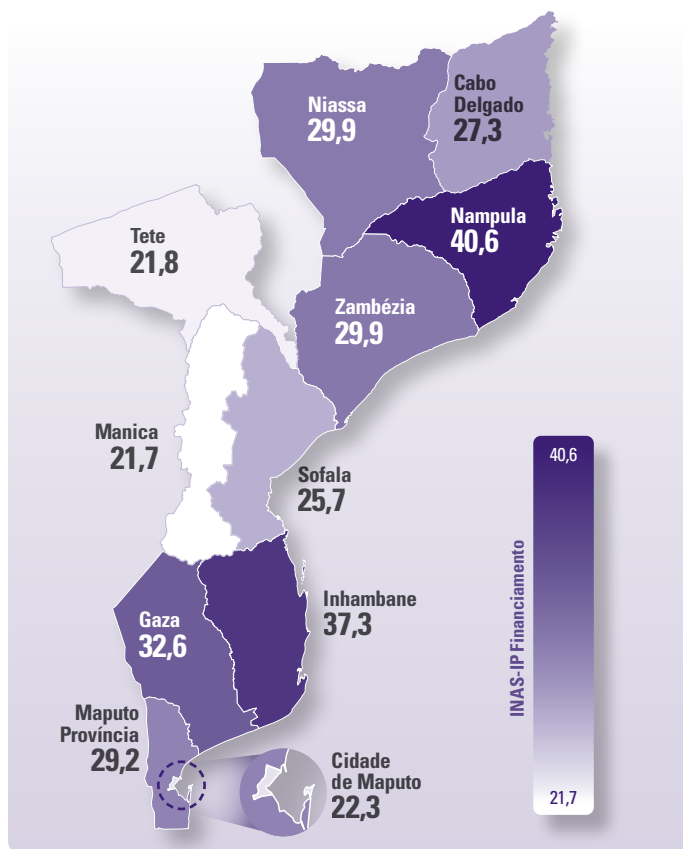 Cabo
Delgado
27,3
Niassa
29,9
Nampula
40,6
Tete
21,8
Zambézia
29,9
Manica
21,7
Sofala
25,7
Inhambane
37,3
Gaza
32,6
Maputo
Província
29,2
Cidade
de Maputo
22,3
40,6
INAS-IP Financiamento
21,7